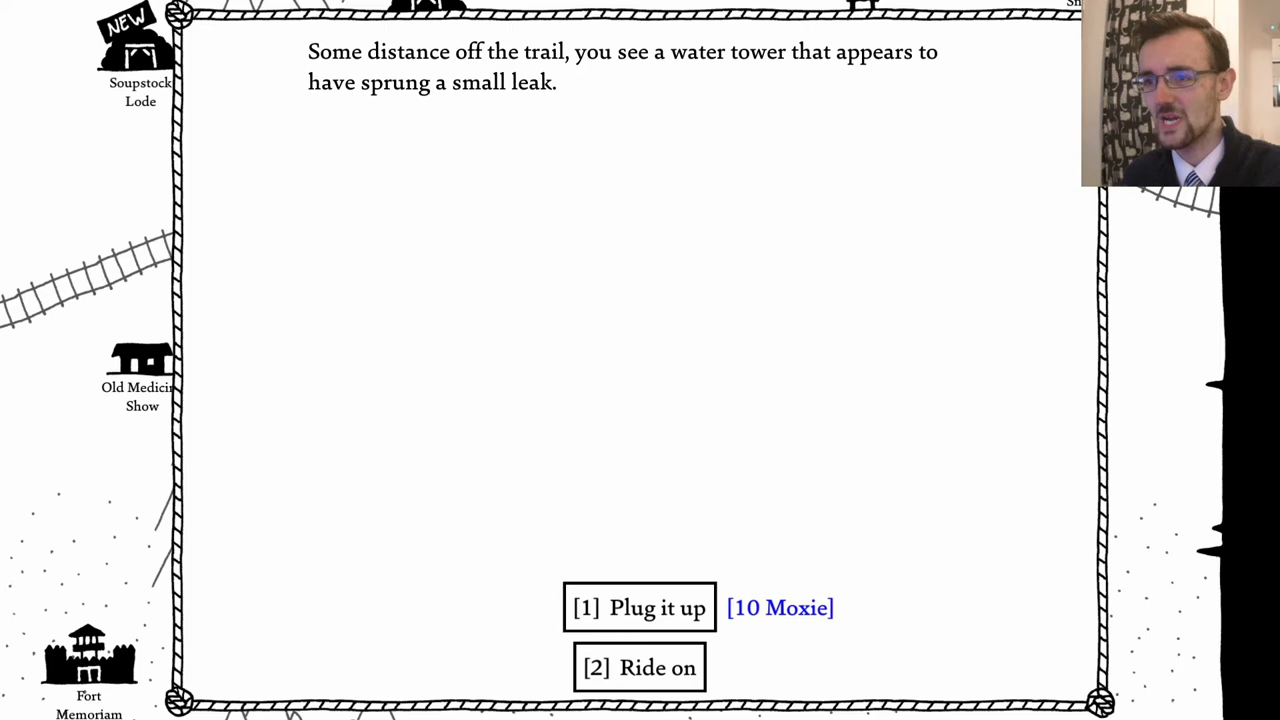 NEW
Soupstock
Lode
Some distance off the trail, you see a water tower that appears to
have sprung a small leak.
Old Medicin
Show
[1] Plug it up [10 Moxie]
[2] Ride on
Fort
Memoriam